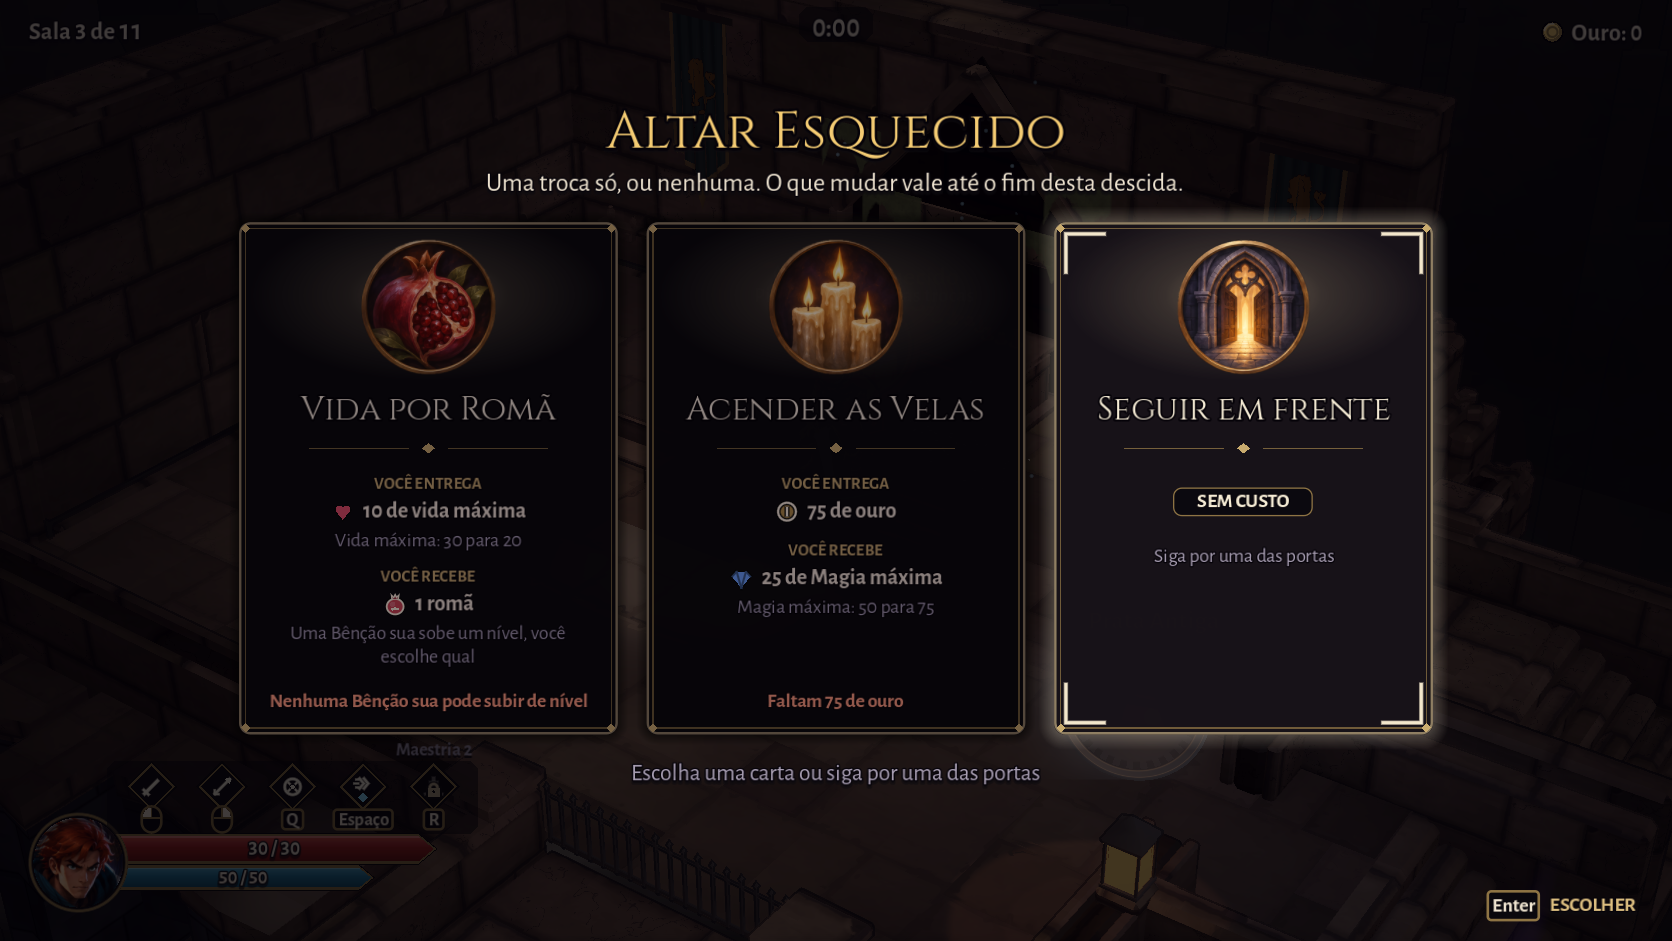 Sala 3 de 11
0:00
Ouro: 0
Altar Esquecido
Uma troca só, ou nenhuma. O que mudar vale até o fim desta descida.
Vida por Romã
VOCÊ ENTREGA
10 de vida máxima
Vida máxima: 30 para 20
VOCÊ RECEBE
1 romã
Uma Bênção sua sobe um nível, você
escolhe qual
Nenhuma Bênção sua pode subir de nível
Acender as Velas
VOCÊ ENTREGA
75 de ouro
VOCÊ RECEBE
25 de Magia máxima
Magia máxima: 50 para 75
Faltam 75 de ouro
Seguir em frente
SEM CUSTO
Siga por uma das portas
Maestria 2
Escolha uma carta ou siga por uma das portas
Q
Espaço
R
30 / 30
50 / 50
Enter ESCOLHER